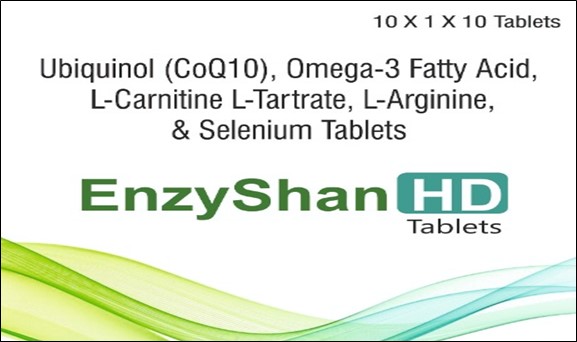 10 X 1 X 10 Tablets
Ubiquinol (CoQ10), Omega-3 Fatty Acid,
L-Carnitine L-Tartrate, L-Arginine,
& Selenium Tablets
EnzyShan HD
Tablets